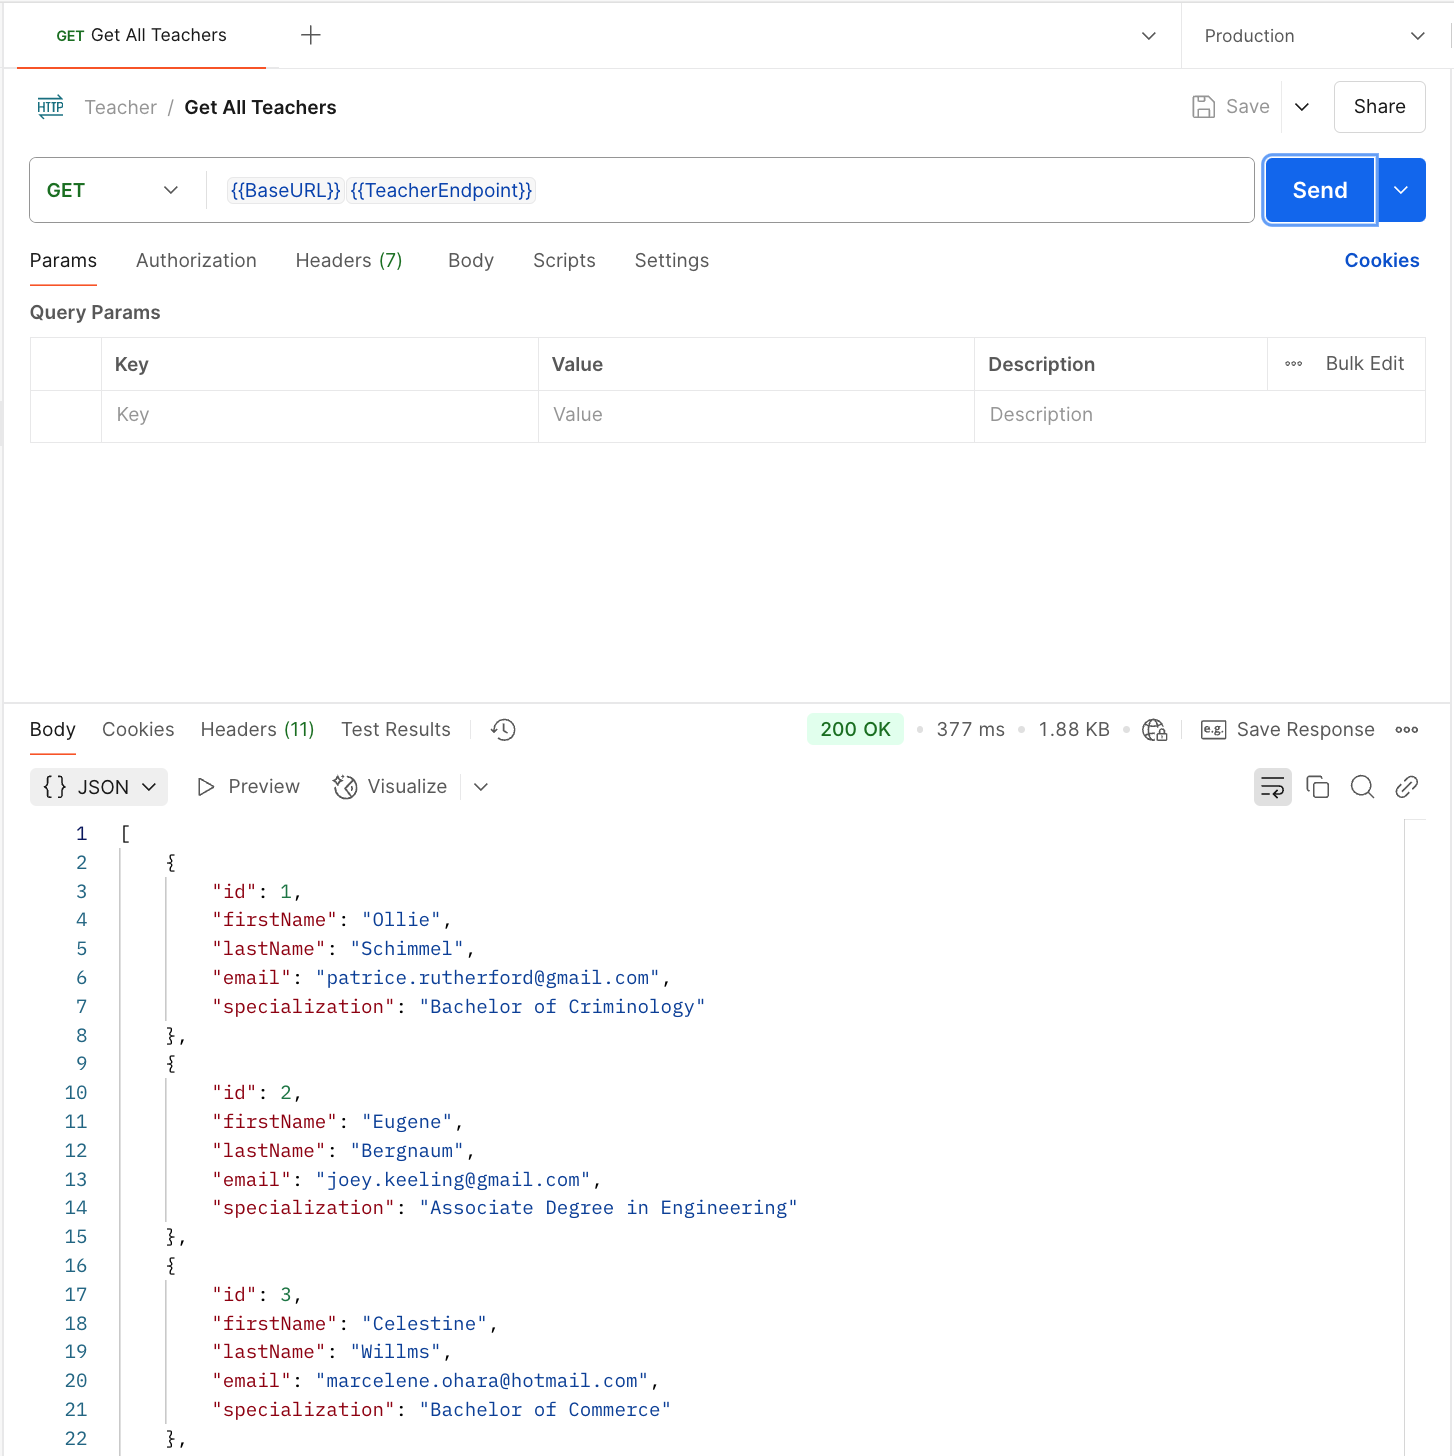 GET Get All Teachers
Production
HTTP Teacher / Get All Teachers
Save
Share
GET
{{BaseURL}} {{TeacherEndpoint}}
Send
Params Authorization Headers (7) Body Scripts Settings Cookies
Query Params
Key Value Description Bulk Edit
Key Value Description
Body Cookies Headers (11) Test Results
200 OK • 377 ms • 1.88 KB • e.g. Save Response
{} JSON Preview Visualize
1 [
2 {
3 "id": 1,
4 "firstName": "Ollie",
5 "lastName": "Schimmel",
6 "email": "patrice.rutherford@gmail.com",
7 "specialization": "Bachelor of Criminology"
8 },
9 {
10 "id": 2,
11 "firstName": "Eugene",
12 "lastName": "Bergnaum",
13 "email": "joey.keeling@gmail.com",
14 "specialization": "Associate Degree in Engineering"
15 },
16 {
17 "id": 3,
18 "firstName": "Celestine",
19 "lastName": "Willms",
20 "email": "marcelene.ohara@hotmail.com",
21 "specialization": "Bachelor of Commerce"
22 },